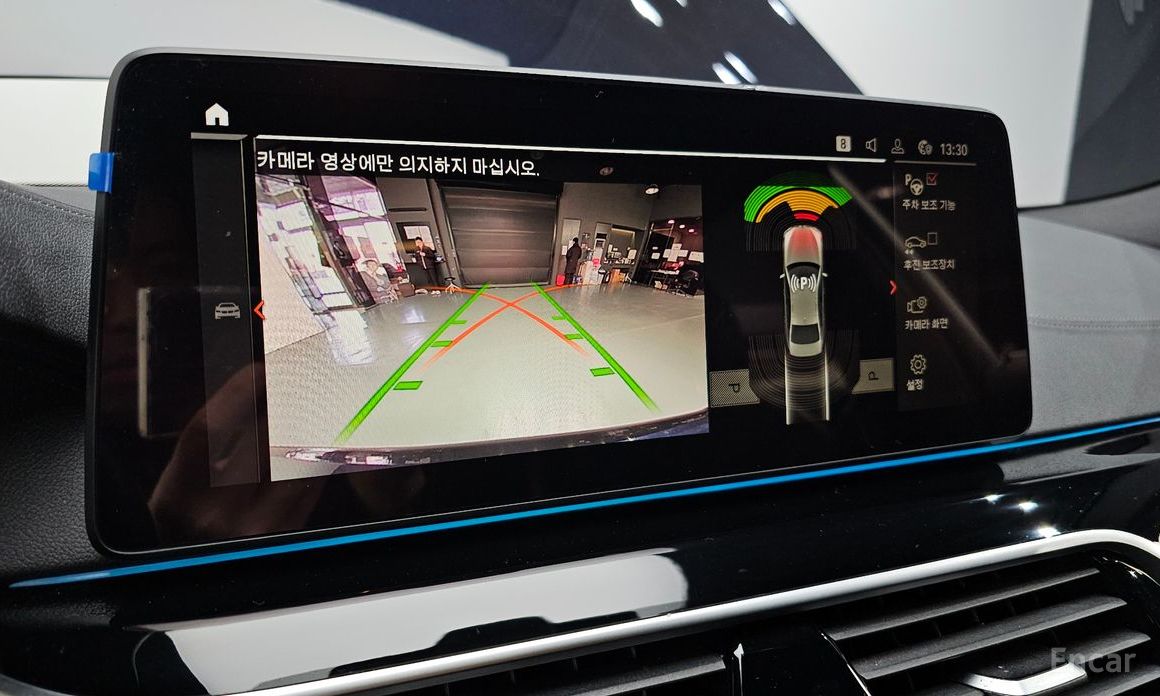 8
13:30
카메라 영상에만 의지하지 마십시오.
P
주차 보조 기능
후진 보조장치
카메라 화면
설정
(P)
P
P
Encar